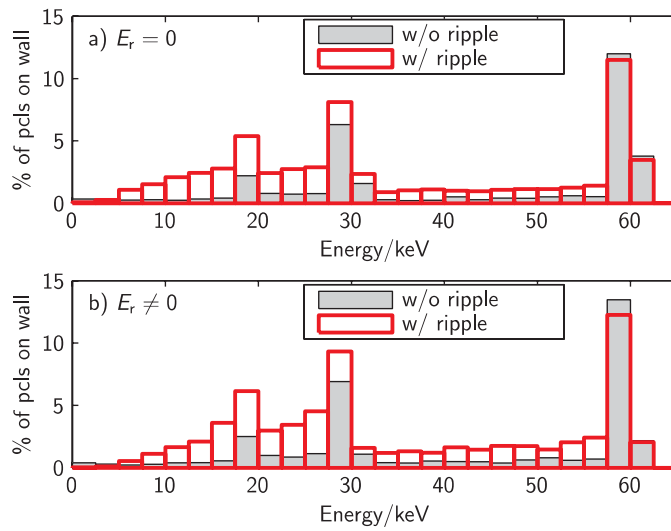 a) E_r = 0
w/o ripple
w/ ripple
% of pcls on wall
15
10
5
0
0 10 20 30 40 50 60
Energy/keV
b) E_r ≠ 0
w/o ripple
w/ ripple
% of pcls on wall
15
10
5
0
0 10 20 30 40 50 60
Energy/keV